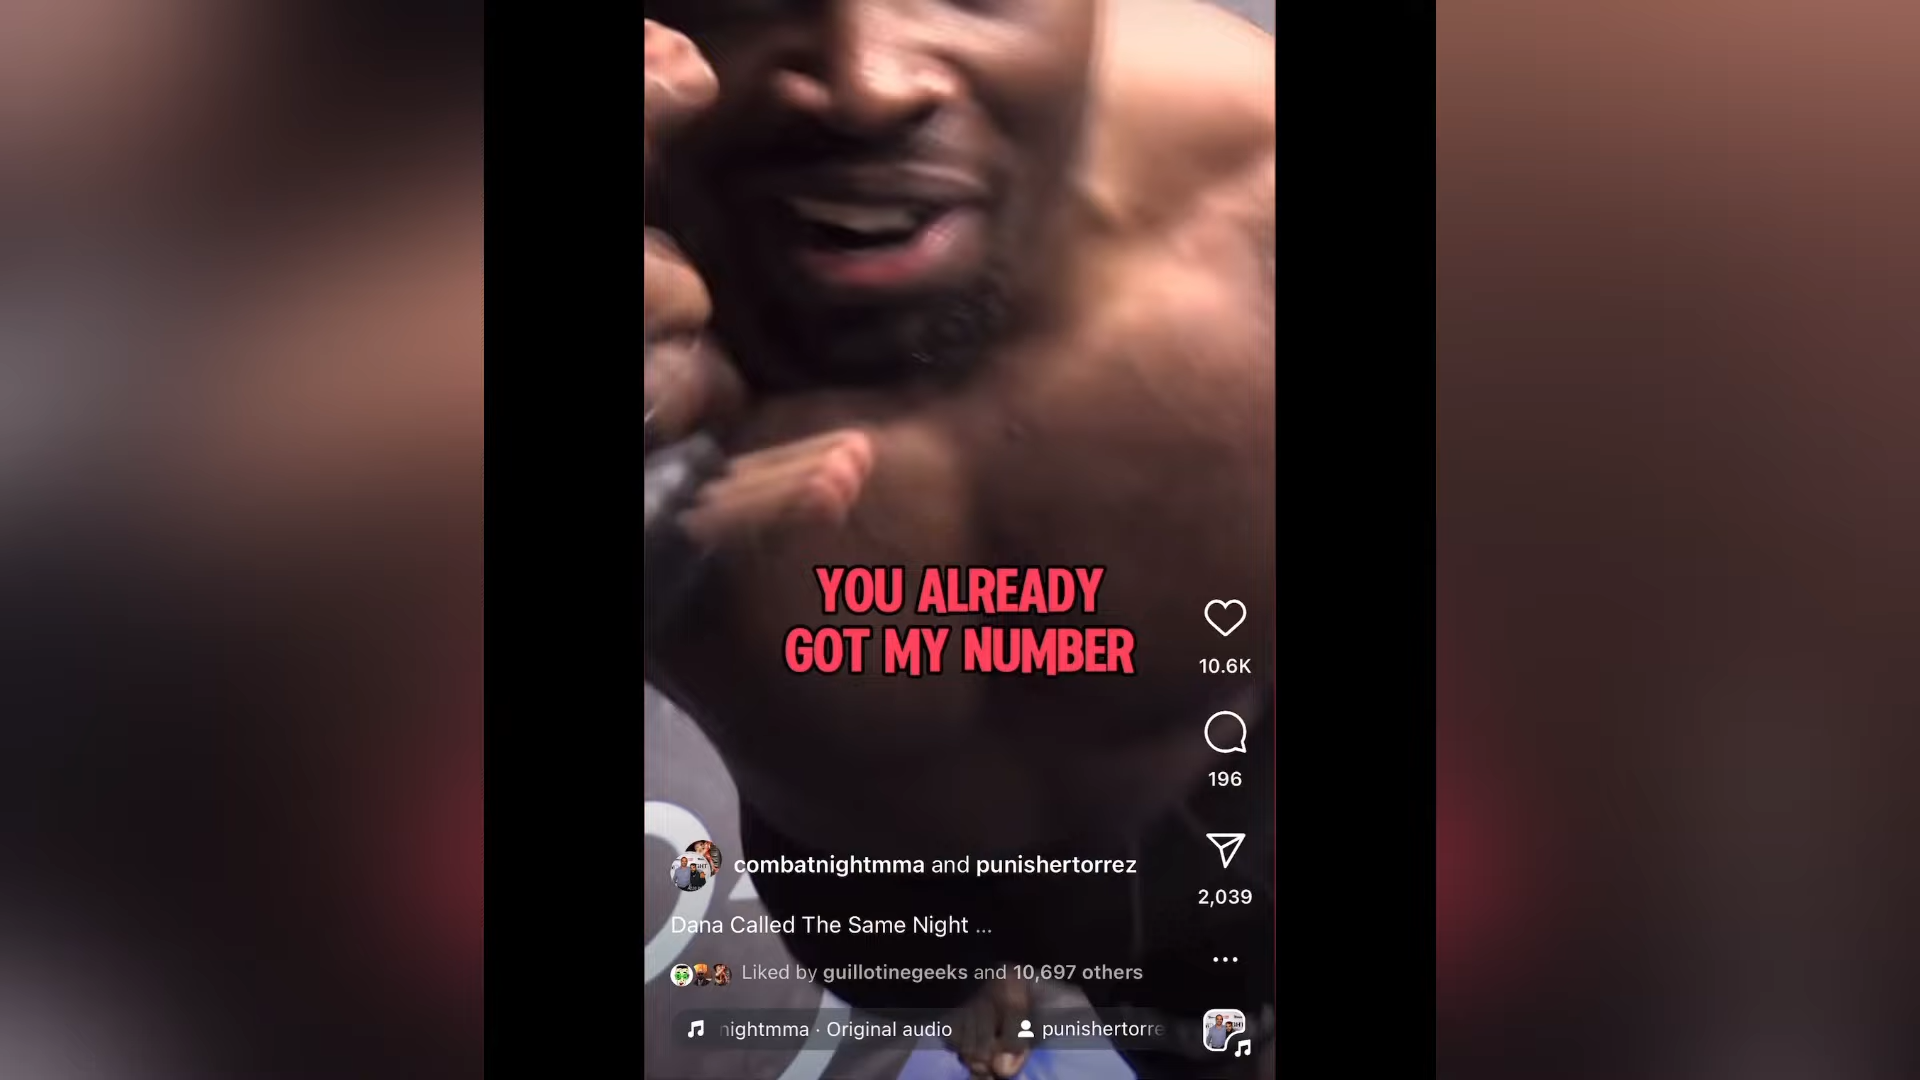 YOU ALREADY
GOT MY NUMBER
10.6K
196
2,039
combatnightmma and punishertorrez
Dana Called The Same Night ...
Liked by guillotinegeeks and 10,697 others
nightmma · Original audio
punishertorre